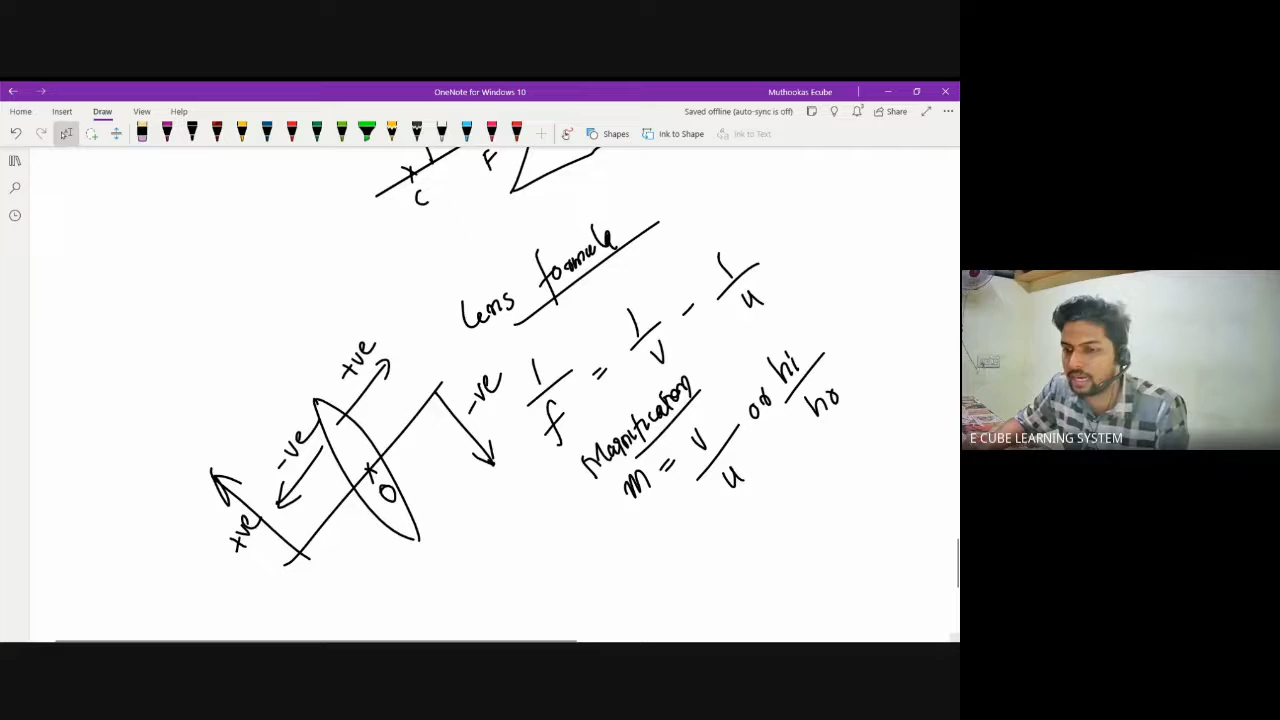 OneNote for Windows 10
Muthookas Ecube
Home Insert Draw View Help
Saved offline (auto-sync is off)
Share
Shapes
Ink to Shape
Ink to Text
C
F
Lens formula
1/f = 1/v - 1/u
Magnification
m = v/u or hi/ho
+ve
-ve
-ve
+ve
O
E CUBE LEARNING SYSTEM